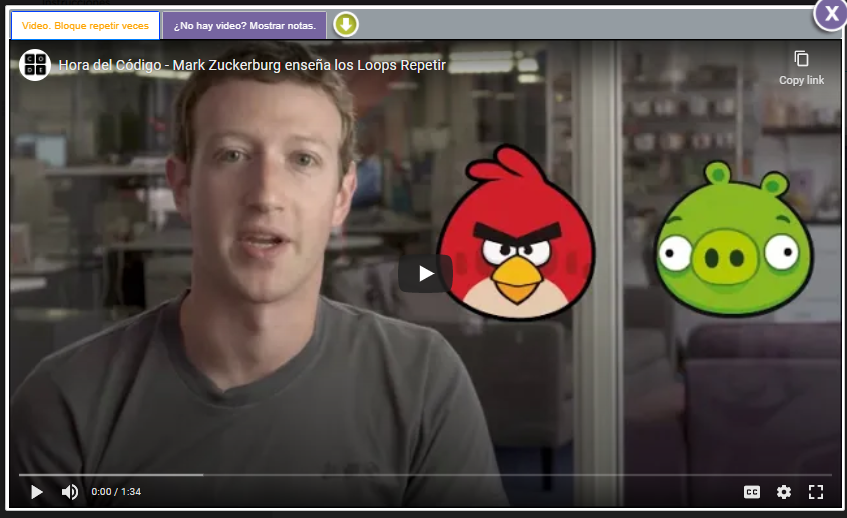 Video. Bloque repetir veces
¿No hay video? Mostrar notas.
X
C O
D E
Hora del Código - Mark Zuckerburg enseña los Loops Repetir
Copy link
0:00 / 1:34
CC